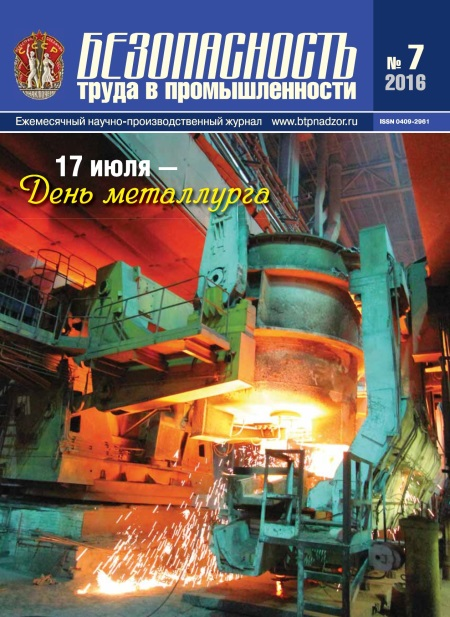 СССР
БЕЗОПАСНОСТЬ
труда в промышленности
№ 7
2016
Ежемесячный научно-производственный журнал www.btpnadzor.ru
ISSN 0409-2961
17 июля —
День металлурга